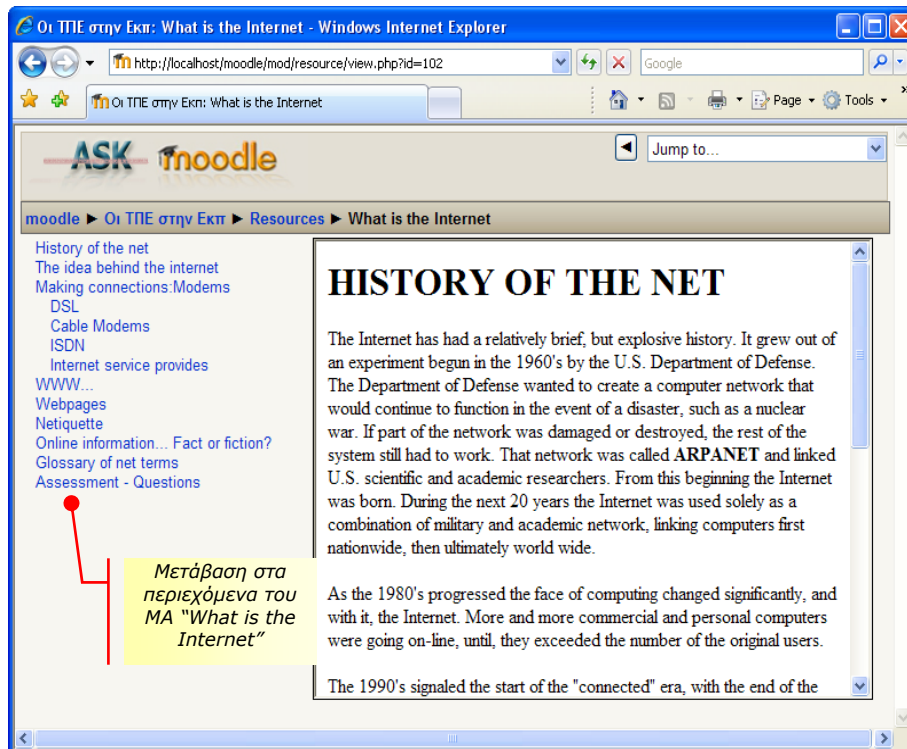 Οι ΤΠΕ στην Εκπ: What is the Internet - Windows Internet Explorer
http://localhost/moodle/mod/resource/view.php?id=102
Google
Οι ΤΠΕ στην Εκπ: What is the Internet
Page
Tools
»
ASK moodle
Jump to...
moodle ► Οι ΤΠΕ στην Εκπ ► Resources ► What is the Internet
History of the net
The idea behind the internet
Making connections:Modems
DSL
Cable Modems
ISDN
Internet service provides
WWW...
Webpages
Netiquette
Online information... Fact or fiction?
Glossary of net terms
Assessment - Questions
HISTORY OF THE NET
The Internet has had a relatively brief, but explosive history. It grew out of
an experiment begun in the 1960's by the U.S. Department of Defense.
The Department of Defense wanted to create a computer network that
would continue to function in the event of a disaster, such as a nuclear
war. If part of the network was damaged or destroyed, the rest of the
system still had to work. That network was called ARPANET and linked
U.S. scientific and academic researchers. From this beginning the Internet
was born. During the next 20 years the Internet was used solely as a
combination of military and academic network, linking computers first
nationwide, then ultimately world wide.
As the 1980's progressed the face of computing changed significantly, and
with it, the Internet. More and more commercial and personal computers
were going on-line, until, they exceeded the number of the original users.
The 1990's signaled the start of the "connected" era, with the end of the
Μετάβαση στα
περιεχόμενα του
ΜΑ “What is the
Internet”